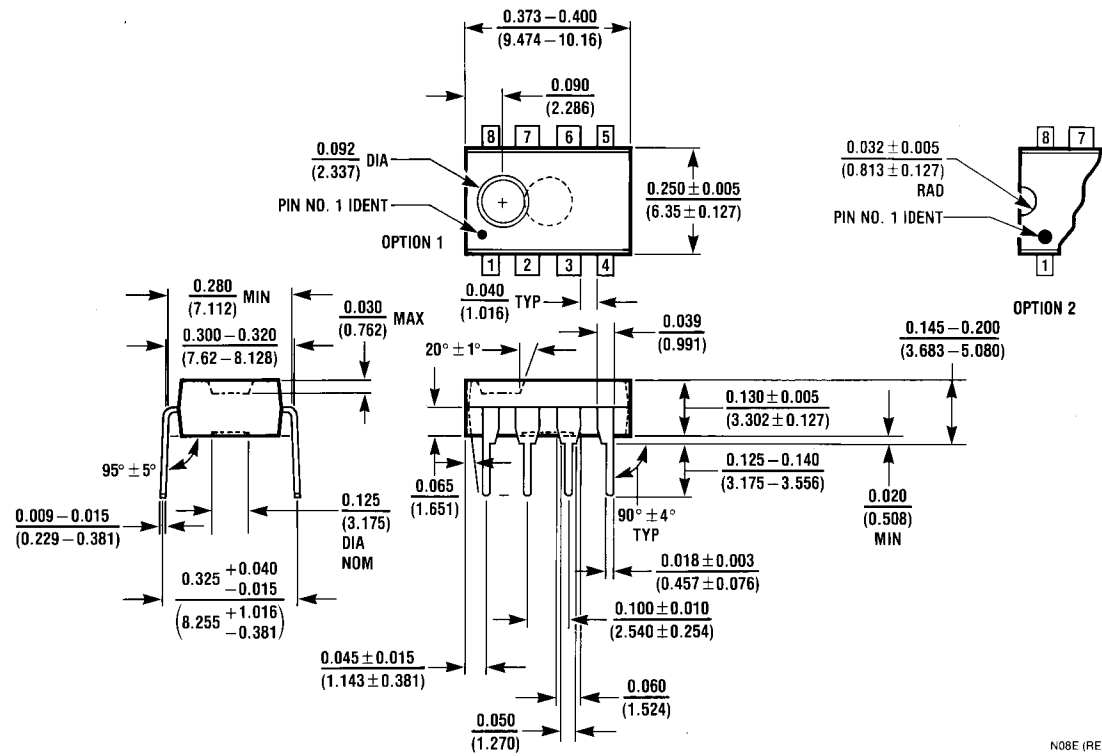 0.373 – 0.400
(9.474 – 10.16)
0.090
(2.286)
8 7 6 5
0.092 DIA
(2.337)
PIN NO. 1 IDENT
OPTION 1
0.250 ± 0.005
(6.35 ± 0.127)
1 2 3 4
0.032 ± 0.005
(0.813 ± 0.127)
RAD
PIN NO. 1 IDENT
8 7
1
OPTION 2
0.280 MIN
(7.112)
0.300 – 0.320
(7.62 – 8.128)
0.030 MAX
(0.762)
0.040 TYP
(1.016)
20° ± 1°
0.039
(0.991)
0.145 – 0.200
(3.683 – 5.080)
0.130 ± 0.005
(3.302 ± 0.127)
95° ± 5°
0.065
(1.651)
0.125 – 0.140
(3.175 – 3.556)
0.020
(0.508)
MIN
0.009 – 0.015
(0.229 – 0.381)
0.125
(3.175)
DIA
NOM
90° ± 4°
TYP
0.018 ± 0.003
(0.457 ± 0.076)
0.325 +0.040
–0.015
(8.255 +1.016
–0.381)
0.100 ± 0.010
(2.540 ± 0.254)
0.045 ± 0.015
(1.143 ± 0.381)
0.060
(1.524)
0.050
(1.270)
N08E (RE